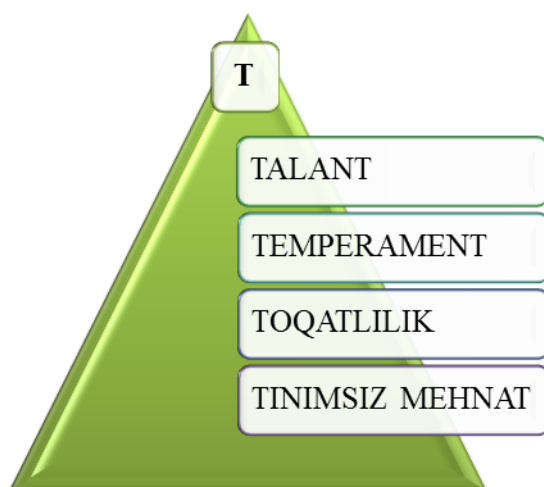 T
TALANT
TEMPERAMENT
TOQATLILIK
TINIMSIZ MEHNAT